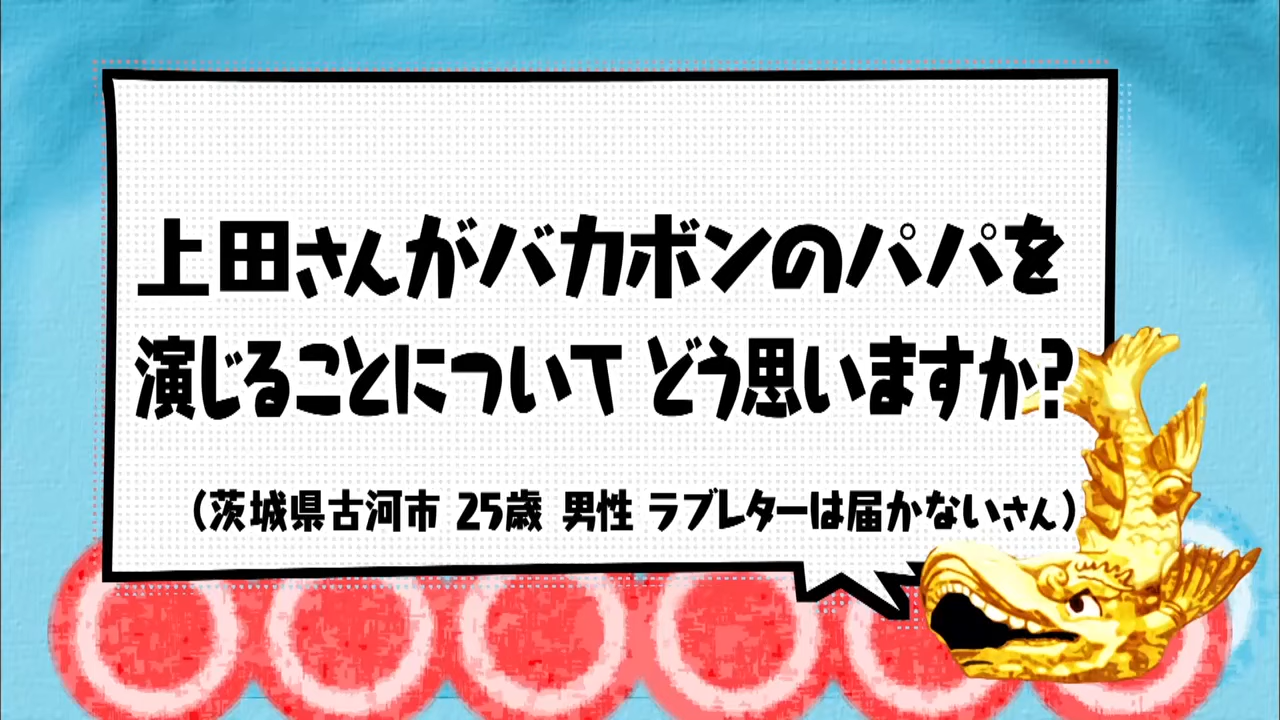 上田さんがバカボンのパパを
演じることについて どう思いますか?
(茨城県古河市 25歳 男性 ラブレターは届かないさん)